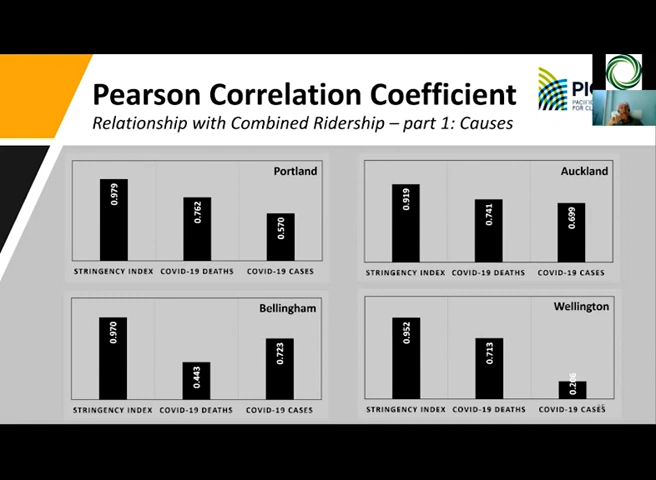 Pearson Correlation Coefficient
Relationship with Combined Ridership – part 1: Causes
PACIFIC
FOR CL
Portland
0.979
0.762
0.570
STRINGENCY INDEX COVID-19 DEATHS COVID-19 CASES
Auckland
0.919
0.741
0.699
STRINGENCY INDEX COVID-19 DEATHS COVID-19 CASES
Bellingham
0.970
0.443
0.723
STRINGENCY INDEX COVID-19 DEATHS COVID-19 CASES
Wellington
0.952
0.713
STRINGENCY INDEX COVID-19 DEATHS COVID-19 CASES